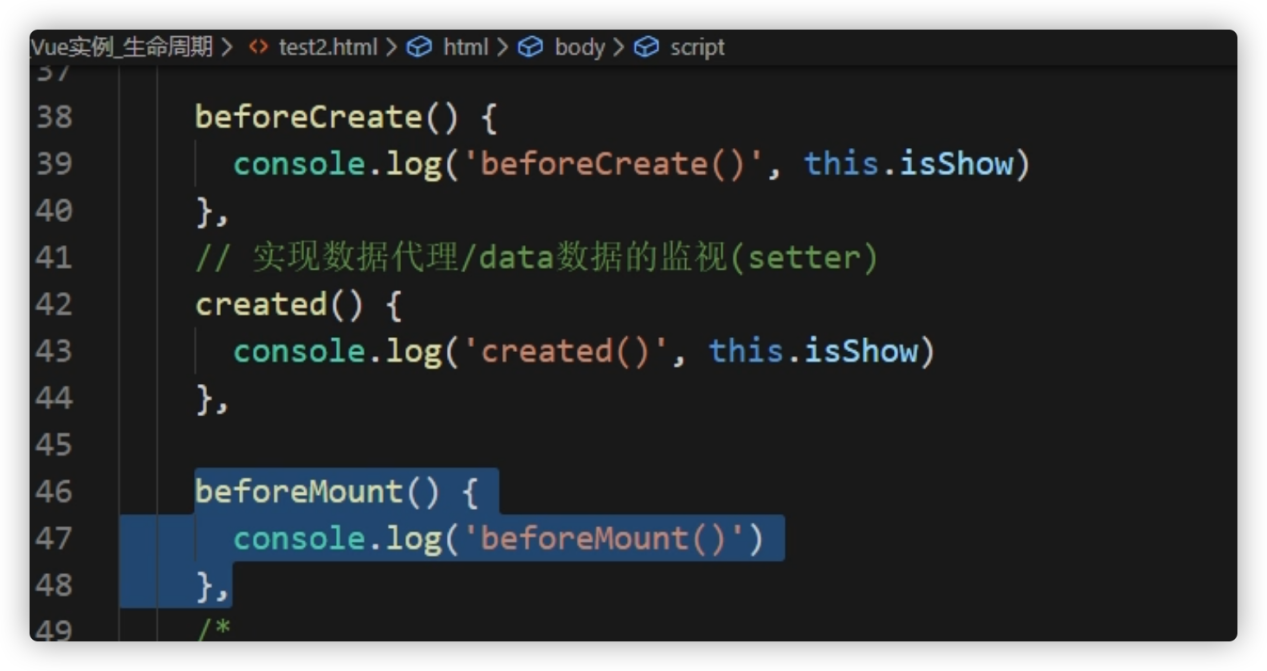 Vue实例_生命周期 > <> test2.html > html > body > script
37
38 beforeCreate() {
39 console.log('beforeCreate()', this.isShow)
40 },
41 // 实现数据代理/data数据的监视(setter)
42 created() {
43 console.log('created()', this.isShow)
44 },
45
46 beforeMount() {
47 console.log('beforeMount()')
48 },
49 /*